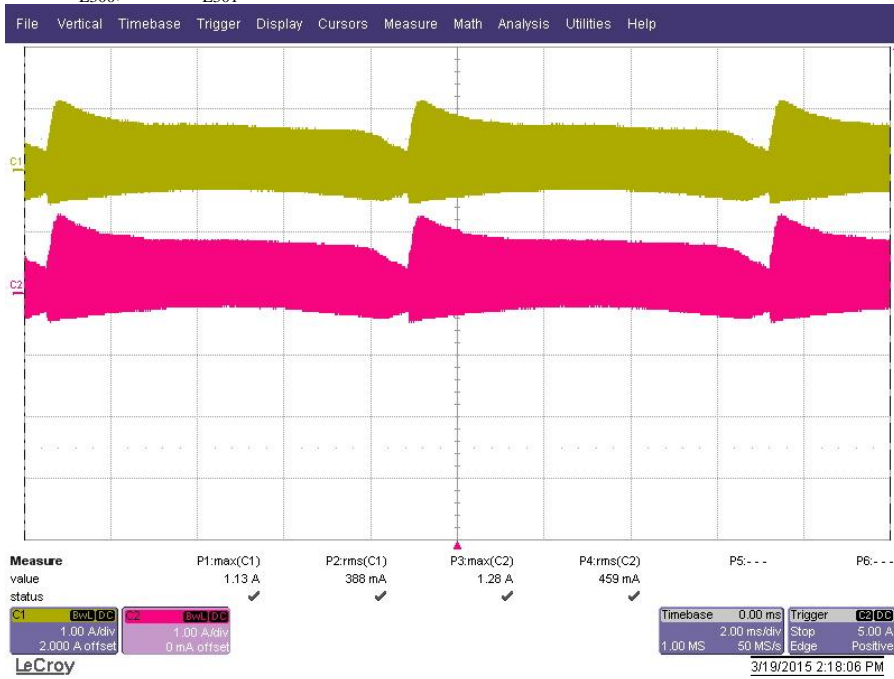 L300, L301
File Vertical Timebase Trigger Display Cursors Measure Math Analysis Utilities Help
C1
C2
Measure P1:max(C1) P2:rms(C1) P3:max(C2) P4:rms(C2) P5:- - - P6:- - -
value 1.13 A 388 mA 1.28 A 459 mA
status ✓ ✓ ✓ ✓
C1 BwL DC C2 BwL DC Timebase 0.00 ms Trigger C2 DC
1.00 A/div 1.00 A/div 2.00 ms/div Stop 5.00 A
2.000 A offset 0 mA offset 1.00 MS 50 MS/s Edge Positive
LeCroy 3/19/2015 2:18:06 PM